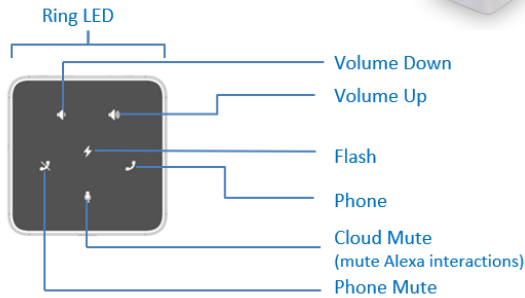 Ring LED
Volume Down
Volume Up
Flash
Phone
Cloud Mute
(mute Alexa interactions)
Phone Mute